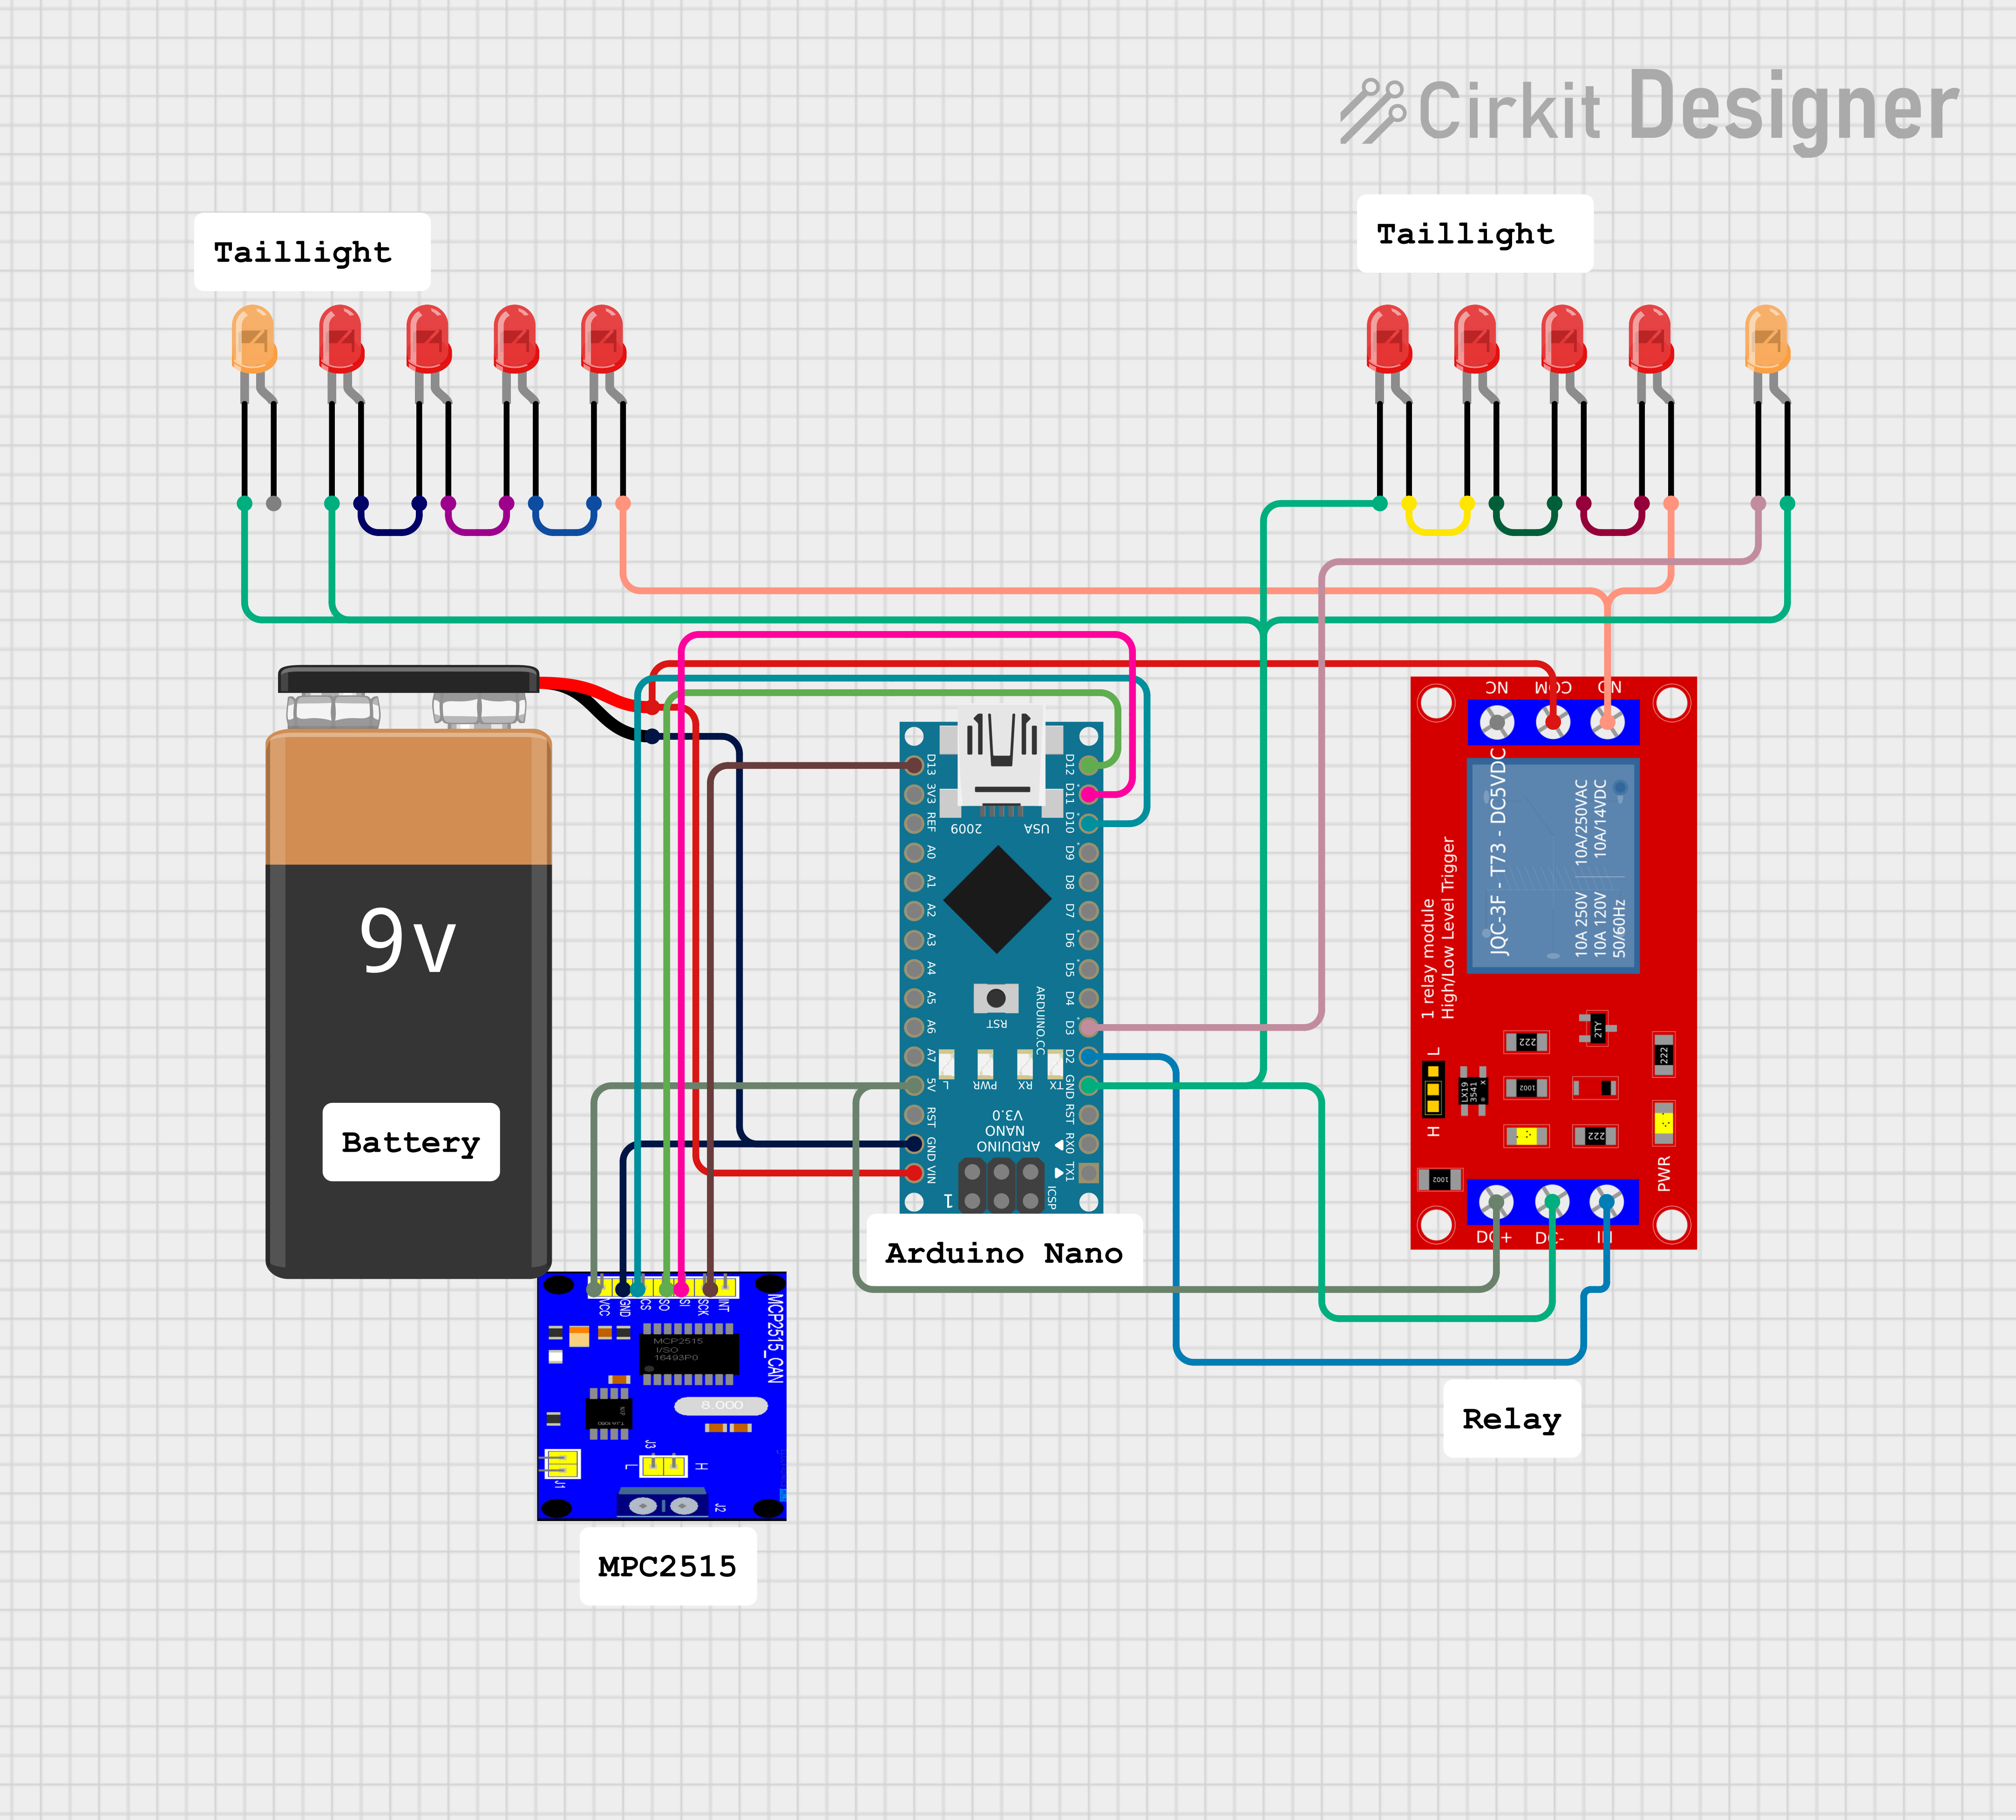 Cirkit Designer
Taillight
Taillight
9v
Battery
D13
3V3
REF
A0
A1
A2
A3
A4
A5
A6
A7
5V
RST
GND
VIN
D12
D11
D10
D9
D8
D7
D6
D5
D4
D3
D2
GND
RST
RX0
TX1
2009
USA
RST
ARDUINO.CC
L
PWR
RX
TX
V3.0
NANO
ARDUINO
1
ICSP
Arduino Nano
NC
COM
NO
JQC-3F - T73 - DC5VDC
10A 250V 10A/250VAC
10A 120V 10A/14VDC
50/60Hz
1 relay module
High/Low Level Trigger
L
H
LX19
3541
x
222
1002
222
2TY
222
1002
PWR
DC+
DC-
IN
Relay
VCC
GND
CS
SO
SI
SCK
INT
MCP2515_CAN
MCP2515
I/SO
16493P0
8.000
J3
L
H
J1
J2
MPC2515